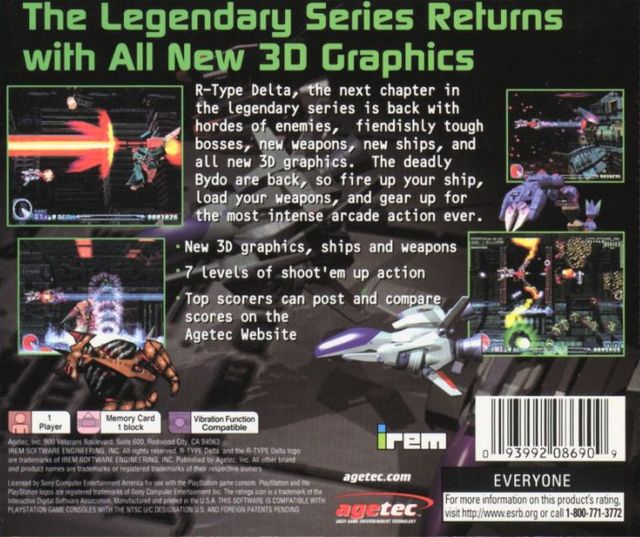 The Legendary Series Returns
with All New 3D Graphics
R-Type Delta, the next chapter in
the legendary series is back with
hordes of enemies, fiendishly tough
bosses, new weapons, new ships, and
all new 3D graphics. The deadly
Bydo are back, so fire up your ship,
load your weapons, and gear up for
the most intense arcade action ever.
• New 3D graphics, ships and weapons
• 7 levels of shoot'em up action
• Top scorers can post and compare
scores on the
Agetec Website
1
Player
Memory Card
1 block
Vibration Function
Compatible
Agetec, Inc. 900 Veterans Boulevard, Suite 600, Redwood City, CA 94063
IREM SOFTWARE ENGINEERING, INC. All rights reserved. R-TYPE Delta and the R-TYPE Delta logo
are trademarks of IREM SOFTWARE ENGINEERING, INC. Published by Agetec, Inc. All other brand
and product names are trademarks or registered trademarks of their respective owners.
Licensed by Sony Computer Entertainment America for use with the PlayStation game console. PlayStation and the
PlayStation logos are registered trademarks of Sony Computer Entertainment Inc. The ratings icon is a trademark of the
Interactive Digital Software Association. Manufactured and printed in the U.S.A. THIS SOFTWARE IS COMPATIBLE WITH
PLAYSTATION GAME CONSOLES WITH THE NTSC U/C DESIGNATION. U.S. AND FOREIGN PATENTS PENDING
irem
agetec.com
agetec
0 93992 08690 9
EVERYONE
For more information on this product's rating,
visit http://www.esrb.org or call 1-800-771-3772